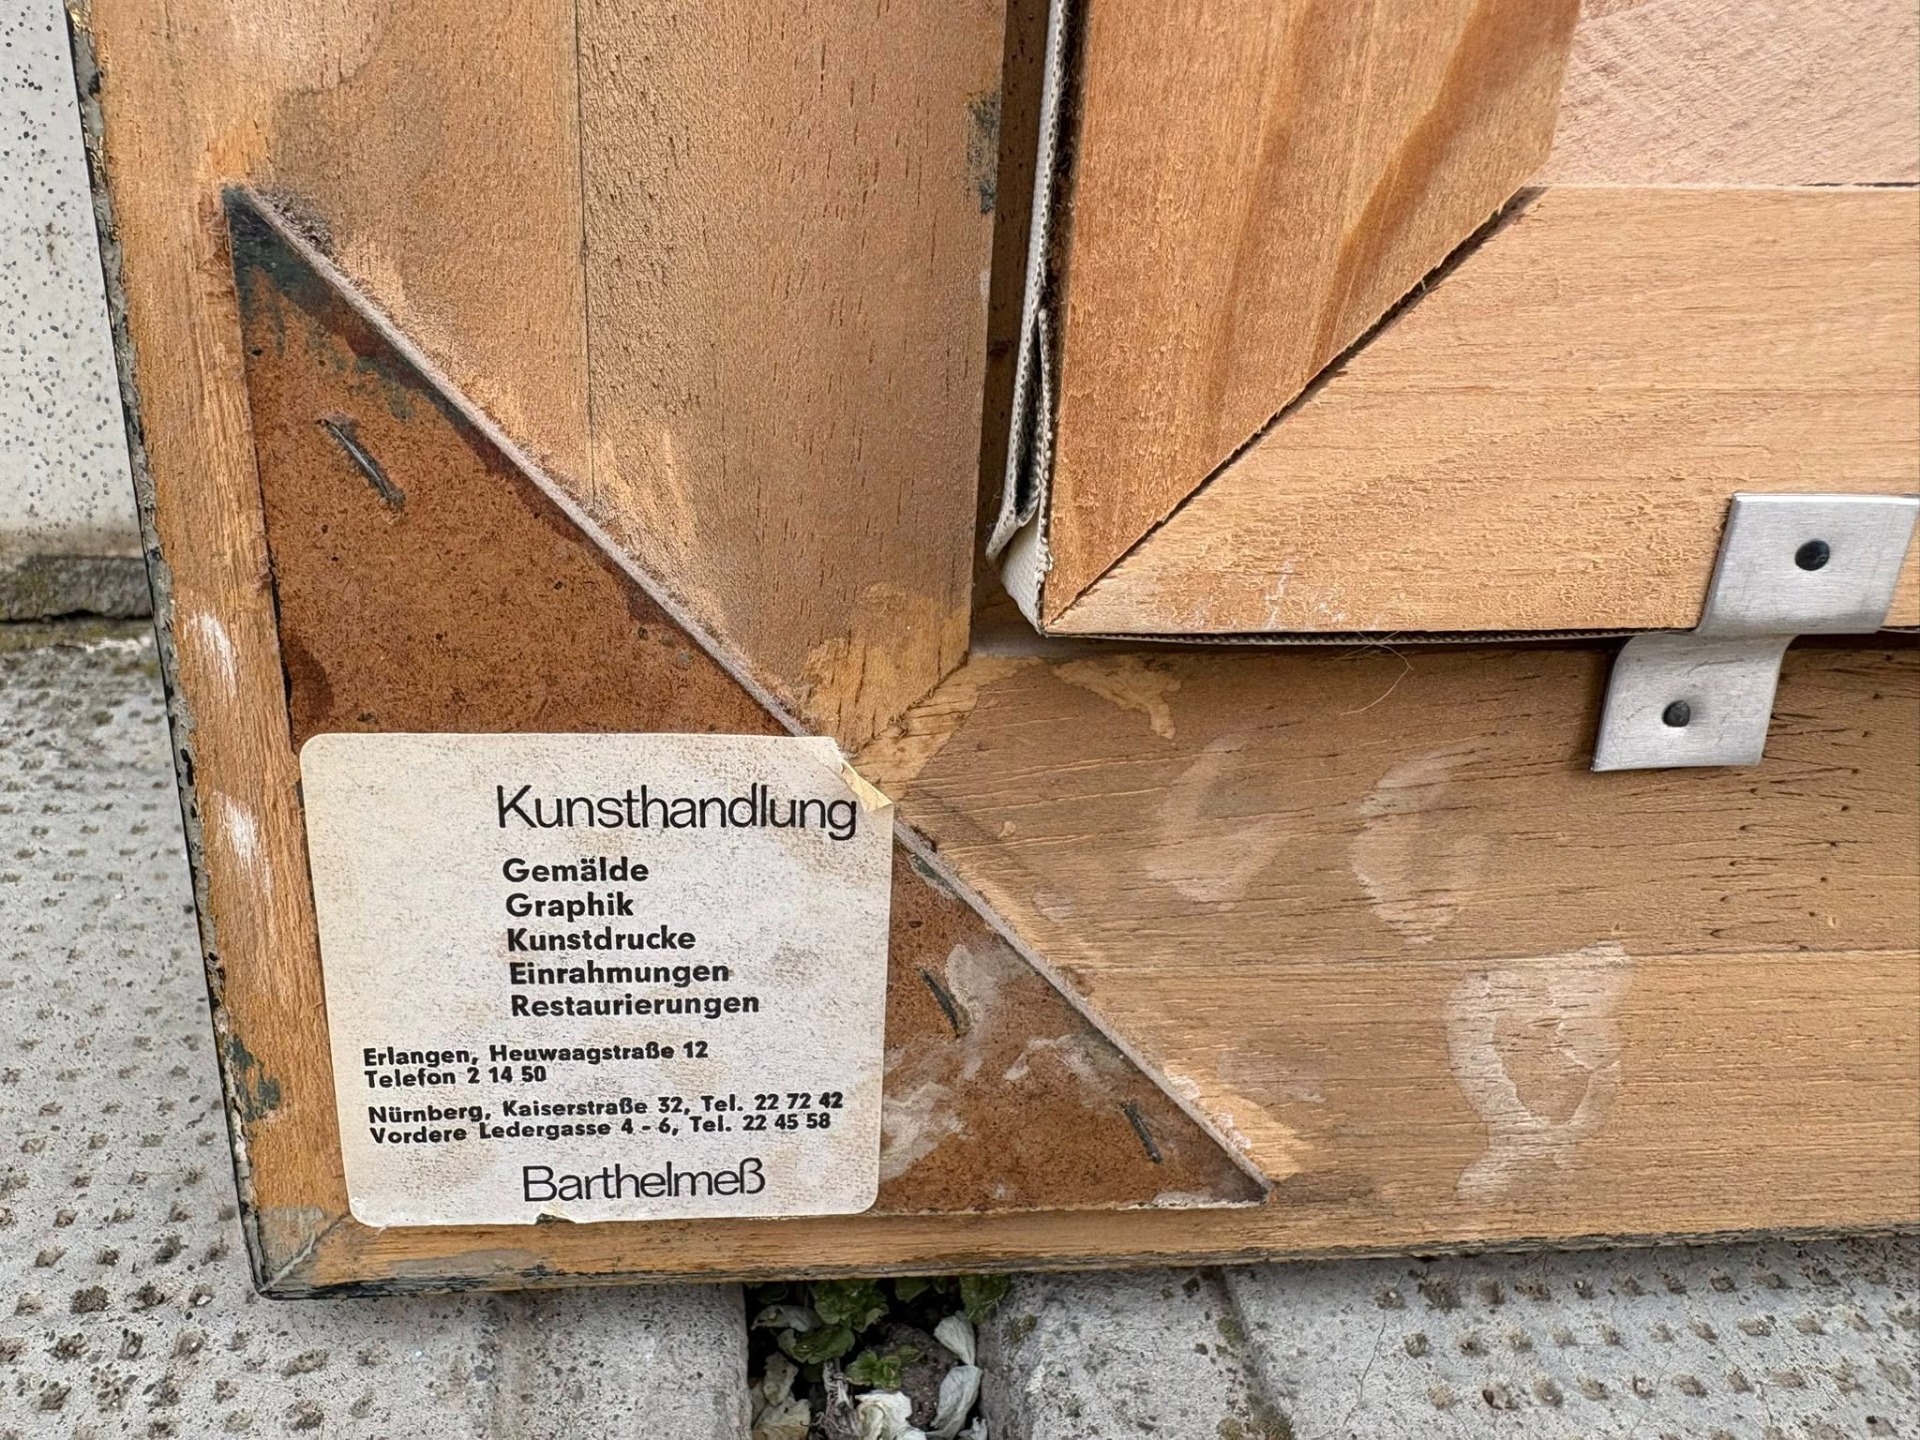 Kunsthandlung
Gemälde
Graphik
Kunstdrucke
Einrahmungen
Restaurierungen
Erlangen, Heuwaagstraße 12
Telefon 2 14 50
Nürnberg, Kaiserstraße 32, Tel. 22 72 42
Vordere Ledergasse 4 - 6, Tel. 22 45 58
Barthelmeß